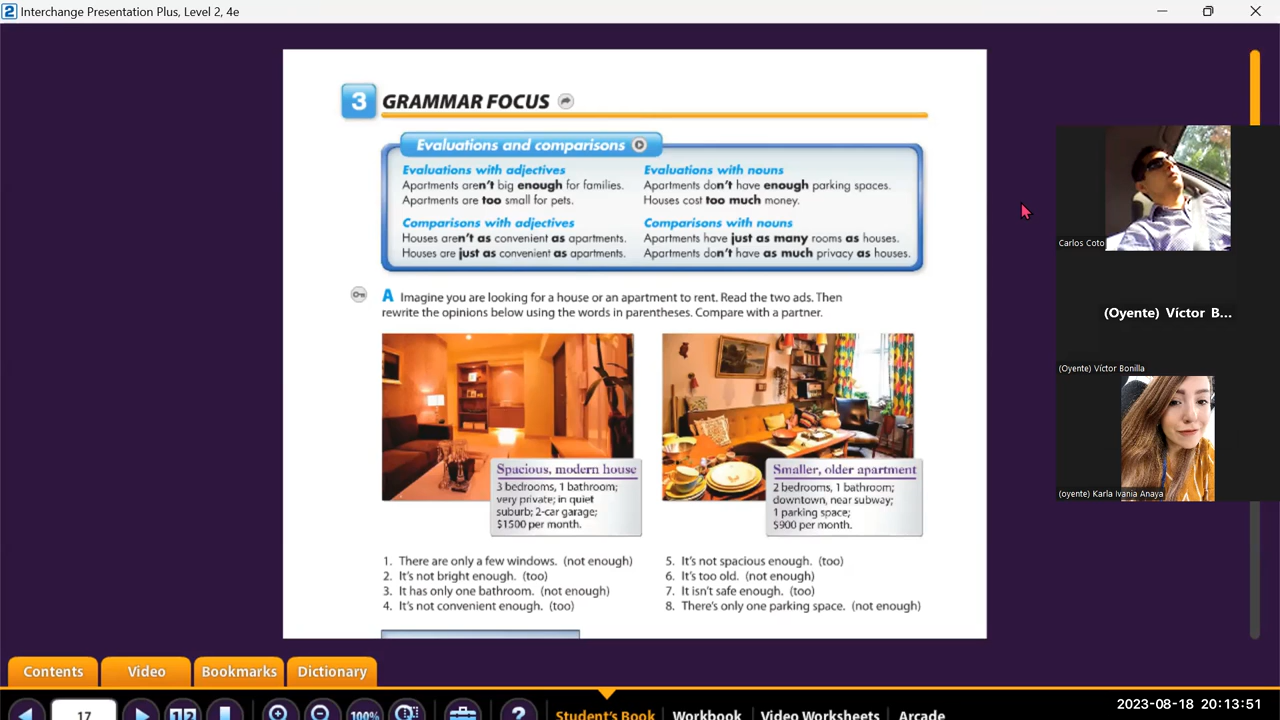 Interchange Presentation Plus, Level 2, 4e
3 GRAMMAR FOCUS
Evaluations and comparisons
Evaluations with adjectives
Apartments aren't big enough for families.
Apartments are too small for pets.
Comparisons with adjectives
Houses aren't as convenient as apartments.
Houses are just as convenient as apartments.
Evaluations with nouns
Apartments don't have enough parking spaces.
Houses cost too much money.
Comparisons with nouns
Apartments have just as many rooms as houses.
Apartments don't have as much privacy as houses.
A Imagine you are looking for a house or an apartment to rent. Read the two ads. Then
rewrite the opinions below using the words in parentheses. Compare with a partner.
Spacious, modern house
3 bedrooms, 1 bathroom;
very private; in quiet
suburb; 2-car garage;
$1500 per month.
Smaller, older apartment
2 bedrooms, 1 bathroom;
downtown, near subway;
1 parking space;
$900 per month.
1. There are only a few windows. (not enough)
2. It's not bright enough. (too)
3. It has only one bathroom. (not enough)
4. It's not convenient enough. (too)
5. It's not spacious enough. (too)
6. It's too old. (not enough)
7. It isn't safe enough. (too)
8. There's only one parking space. (not enough)
Carlos Coto
(Oyente) Víctor B...
(Oyente) Víctor Bonilla
(oyente) Karla Ivania Anaya
Contents Video Bookmarks Dictionary
17 1 2 100% ? Student's Book Workbook Video Worksheets Arcade
2023-08-18 20:13:51